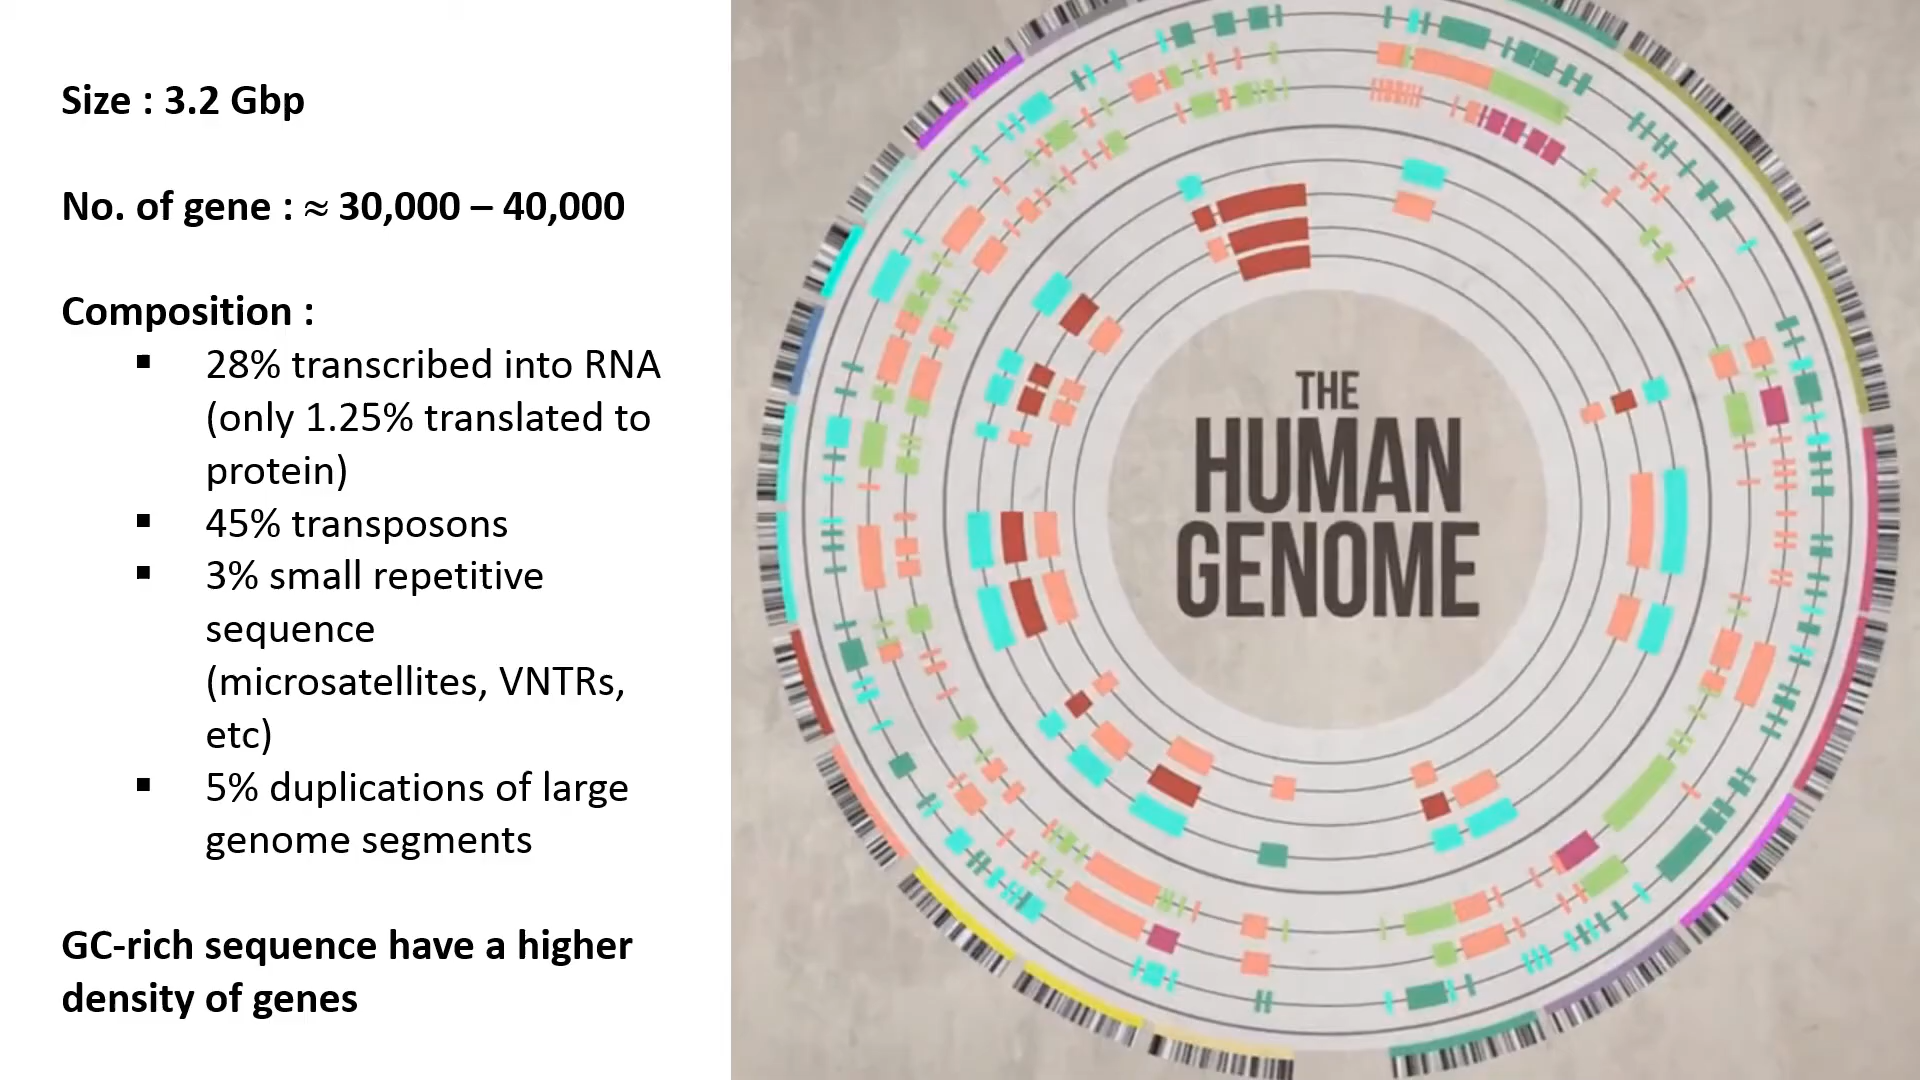 Size : 3.2 Gbp
No. of gene : ≈ 30,000 – 40,000
Composition :
▪ 28% transcribed into RNA
(only 1.25% translated to
protein)
▪ 45% transposons
▪ 3% small repetitive
sequence
(microsatellites, VNTRs,
etc)
▪ 5% duplications of large
genome segments
GC-rich sequence have a higher
density of genes
THE
HUMAN
GENOME